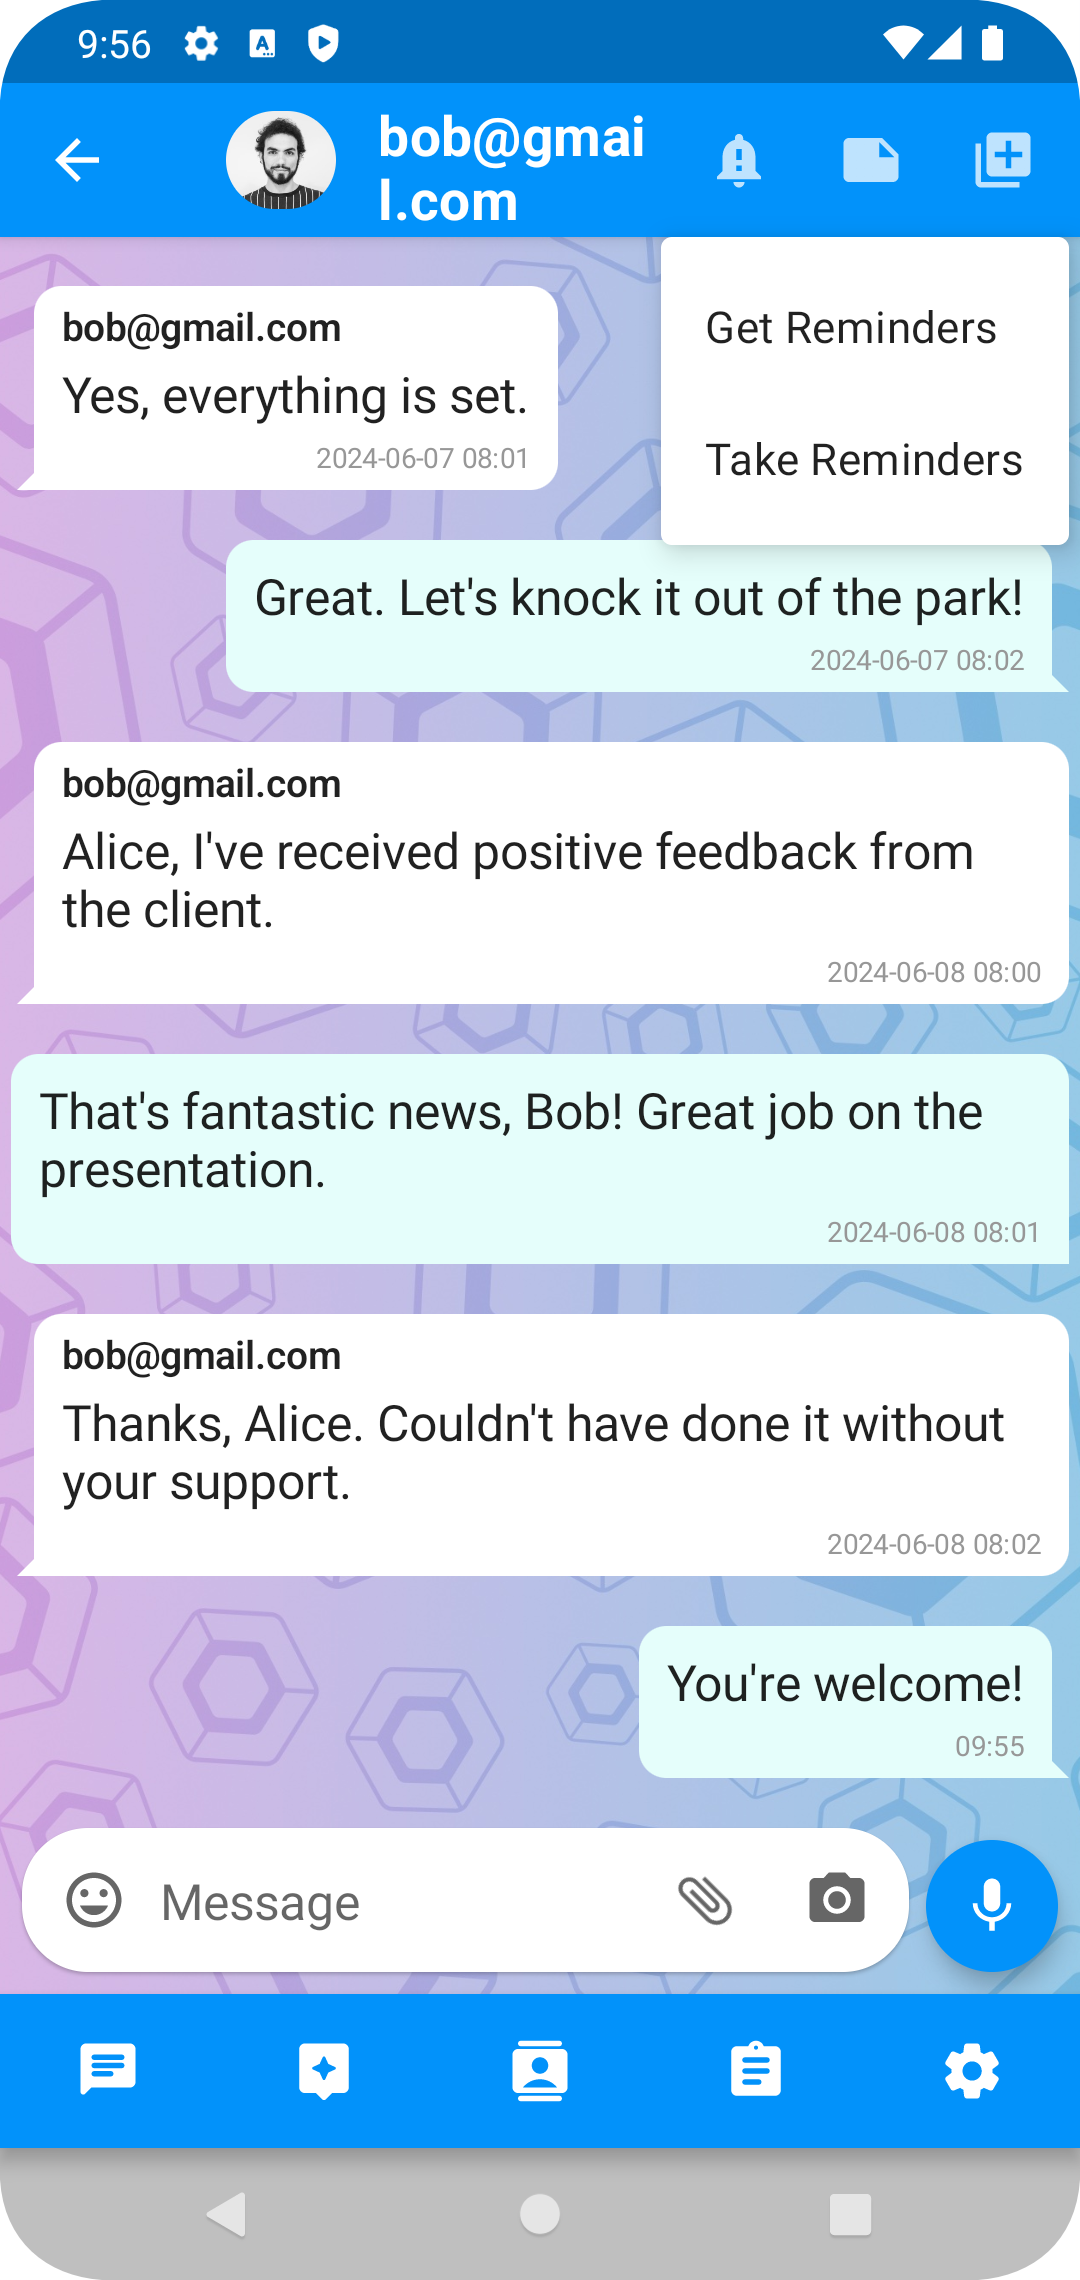 9:56
bob@gmai
l.com
Get Reminders
Take Reminders
bob@gmail.com
Yes, everything is set.
2024-06-07 08:01
Great. Let's knock it out of the park!
2024-06-07 08:02
bob@gmail.com
Alice, I've received positive feedback from
the client.
2024-06-08 08:00
That's fantastic news, Bob! Great job on the
presentation.
2024-06-08 08:01
bob@gmail.com
Thanks, Alice. Couldn't have done it without
your support.
2024-06-08 08:02
You're welcome!
09:55
Message